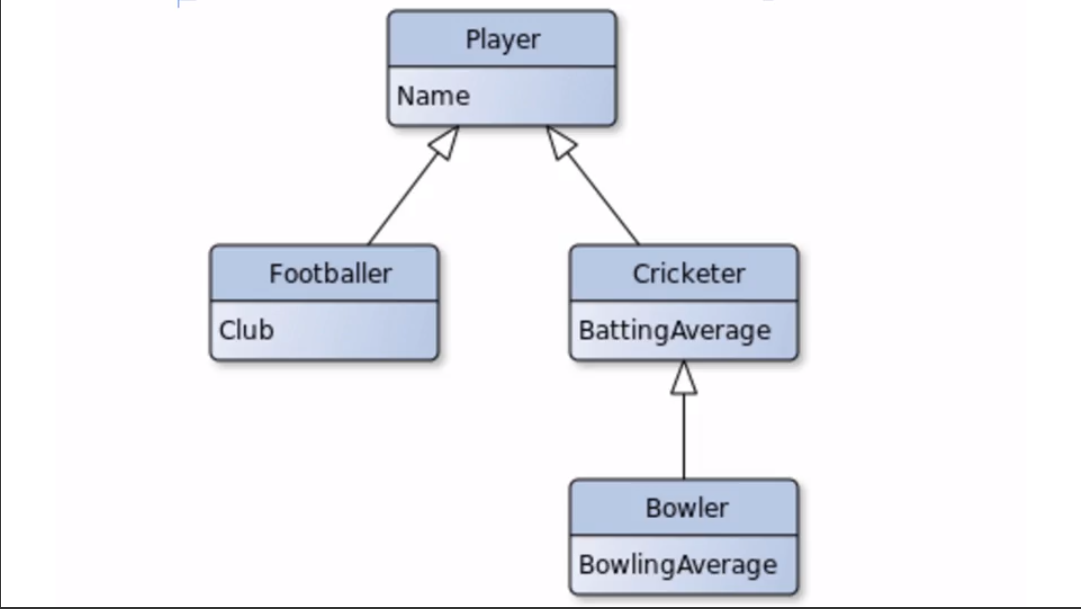 Player
Name
Footballer
Club
Cricketer
BattingAverage
Bowler
BowlingAverage